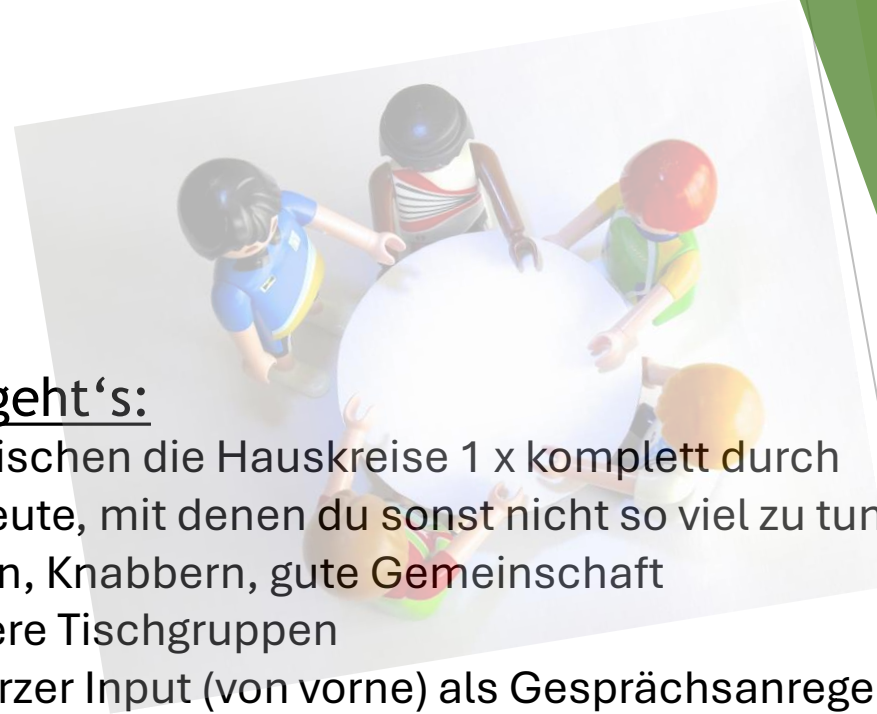 geht‘s:
ischen die Hauskreise 1 x komplett durch
eute, mit denen du sonst nicht so viel zu tun
n, Knabbern, gute Gemeinschaft
ere Tischgruppen
rzer Input (von vorne) als Gesprächsanrege